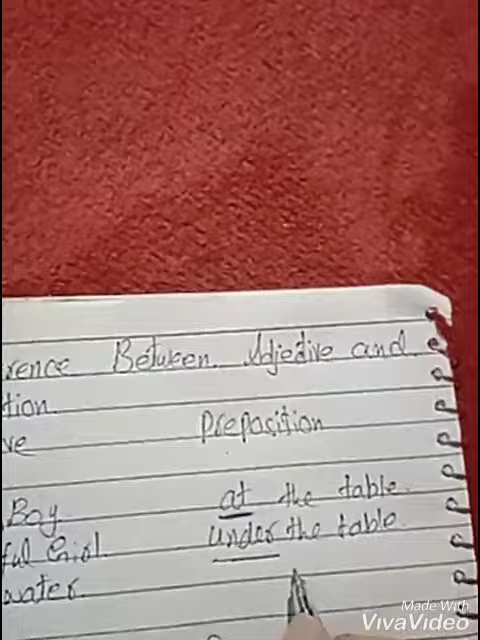 rence Between Adjective and
tion
ve Preposition
Boy at the table.
ful Girl under the table
water.
Made With
VivaVideo